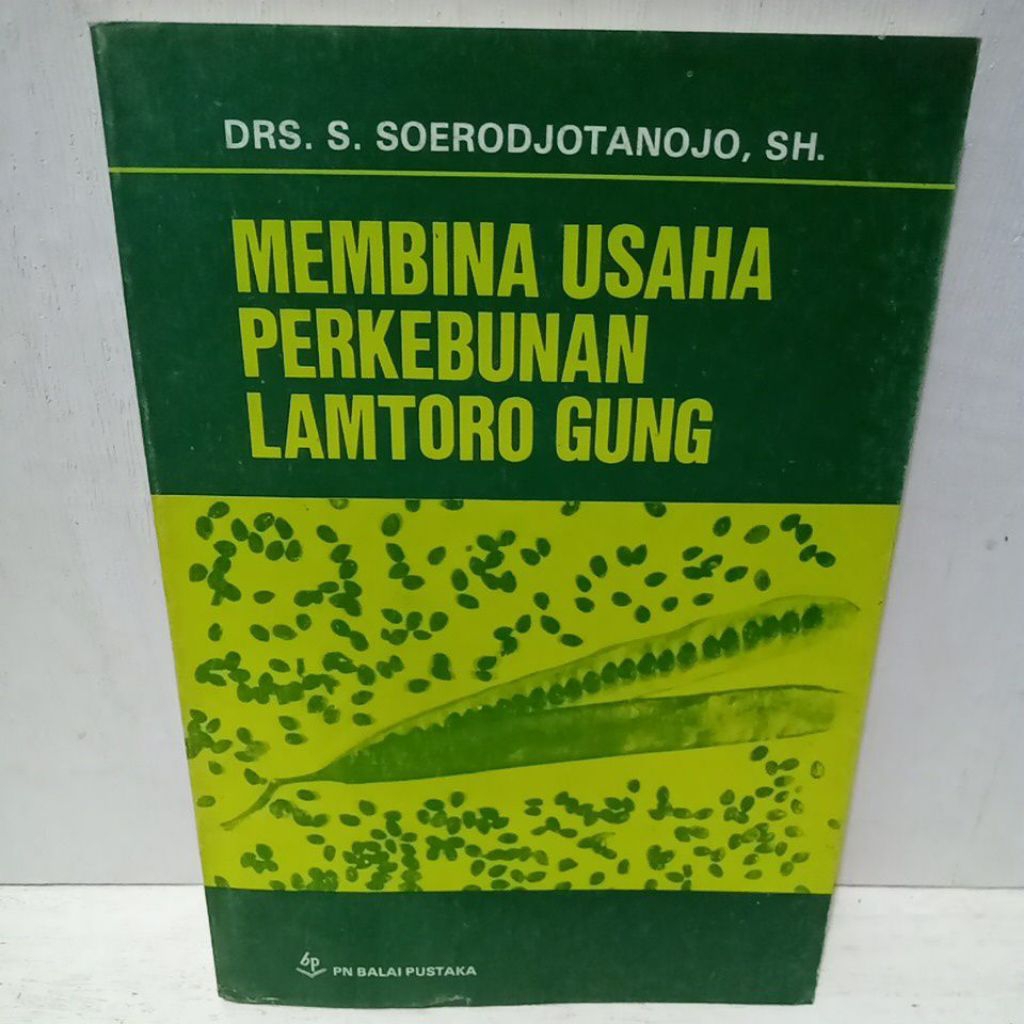 DRS. S. SOERODJOTANOJO, SH.
MEMBINA USAHA
PERKEBUNAN
LAMTORO GUNG
bp PN BALAI PUSTAKA